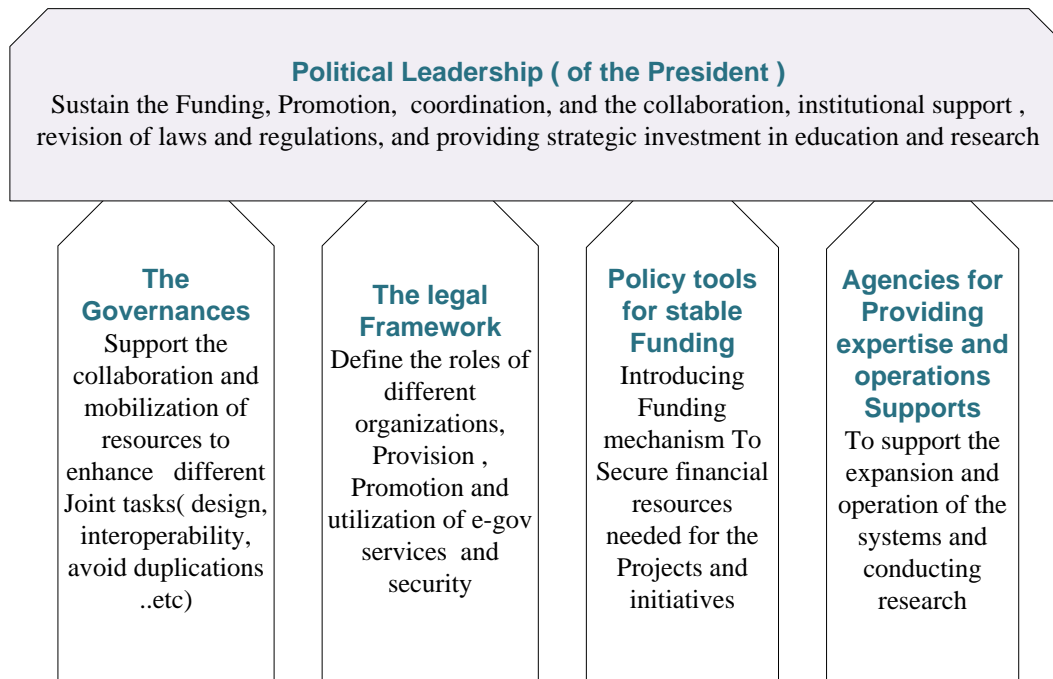 Political Leadership ( of the President )
Sustain the Funding, Promotion, coordination, and the collaboration, institutional support ,
revision of laws and regulations, and providing strategic investment in education and research
The
Governances
Support the
collaboration and
mobilization of
resources to
enhance different
Joint tasks( design,
interoperability,
avoid duplications
..etc)
The legal
Framework
Define the roles of
different
organizations,
Provision ,
Promotion and
utilization of e-gov
services and
security
Policy tools
for stable
Funding
Introducing
Funding
mechanism To
Secure financial
resources
needed for the
Projects and
initiatives
Agencies for
Providing
expertise and
operations
Supports
To support the
expansion and
operation of the
systems and
conducting
research